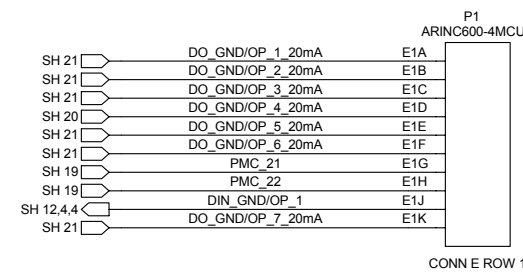 P1
ARINC600-4MCU
SH 21 DO_GND/OP_1_20mA E1A
SH 21 DO_GND/OP_2_20mA E1B
SH 21 DO_GND/OP_3_20mA E1C
SH 20 DO_GND/OP_4_20mA E1D
SH 21 DO_GND/OP_5_20mA E1E
SH 21 DO_GND/OP_6_20mA E1F
SH 19 PMC_21 E1G
SH 19 PMC_22 E1H
SH 12,4,4 DIN_GND/OP_1 E1J
SH 21 DO_GND/OP_7_20mA E1K
CONN E ROW 1